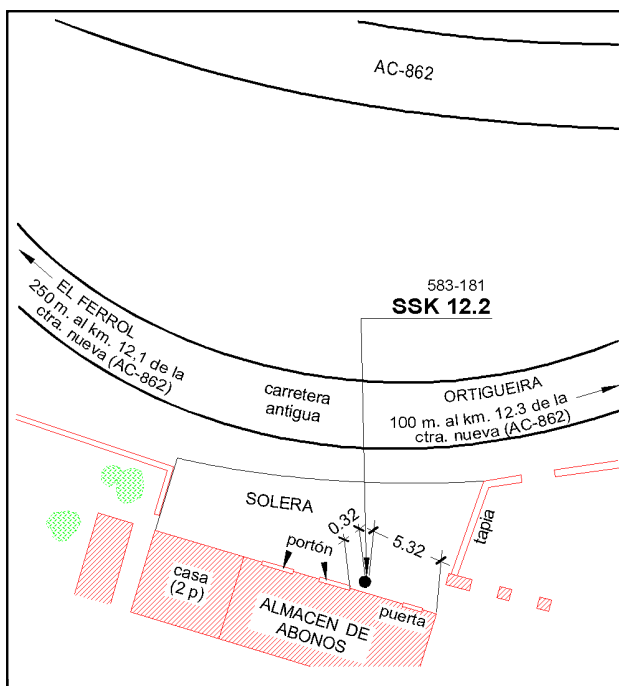 AC-862
583-181
SSK 12.2
EL FERROL
250 m. al km. 12,1 de la
ctra. nueva (AC-862)
carretera
antigua
ORTIGUEIRA
100 m. al km. 12.3 de la
ctra. nueva (AC-862)
SOLERA
0.32
5.32
tapia
portón
casa
(2 p)
puerta
ALMACEN DE
ABONOS